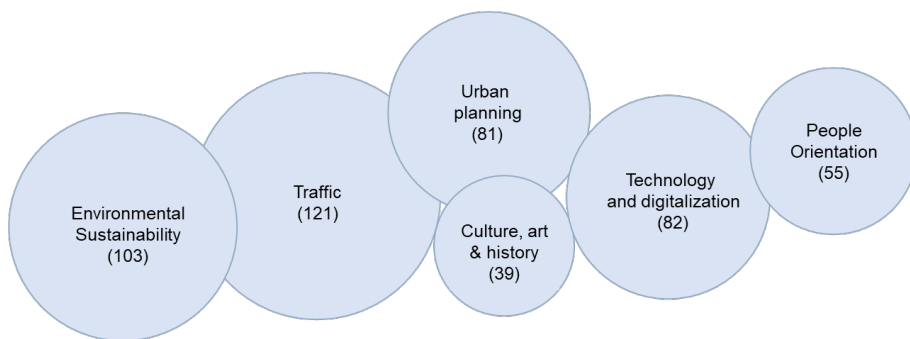 Environmental
Sustainability
(103)
Traffic
(121)
Urban
planning
(81)
Culture, art
& history
(39)
Technology
and digitalization
(82)
People
Orientation
(55)